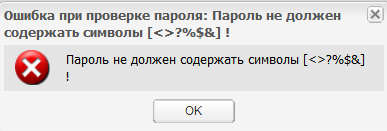 Ошибка при проверке пароля: Пароль не должен
содержать символы [<>?%$&] !
Пароль не должен содержать символы [<>?%$&]
!
OK